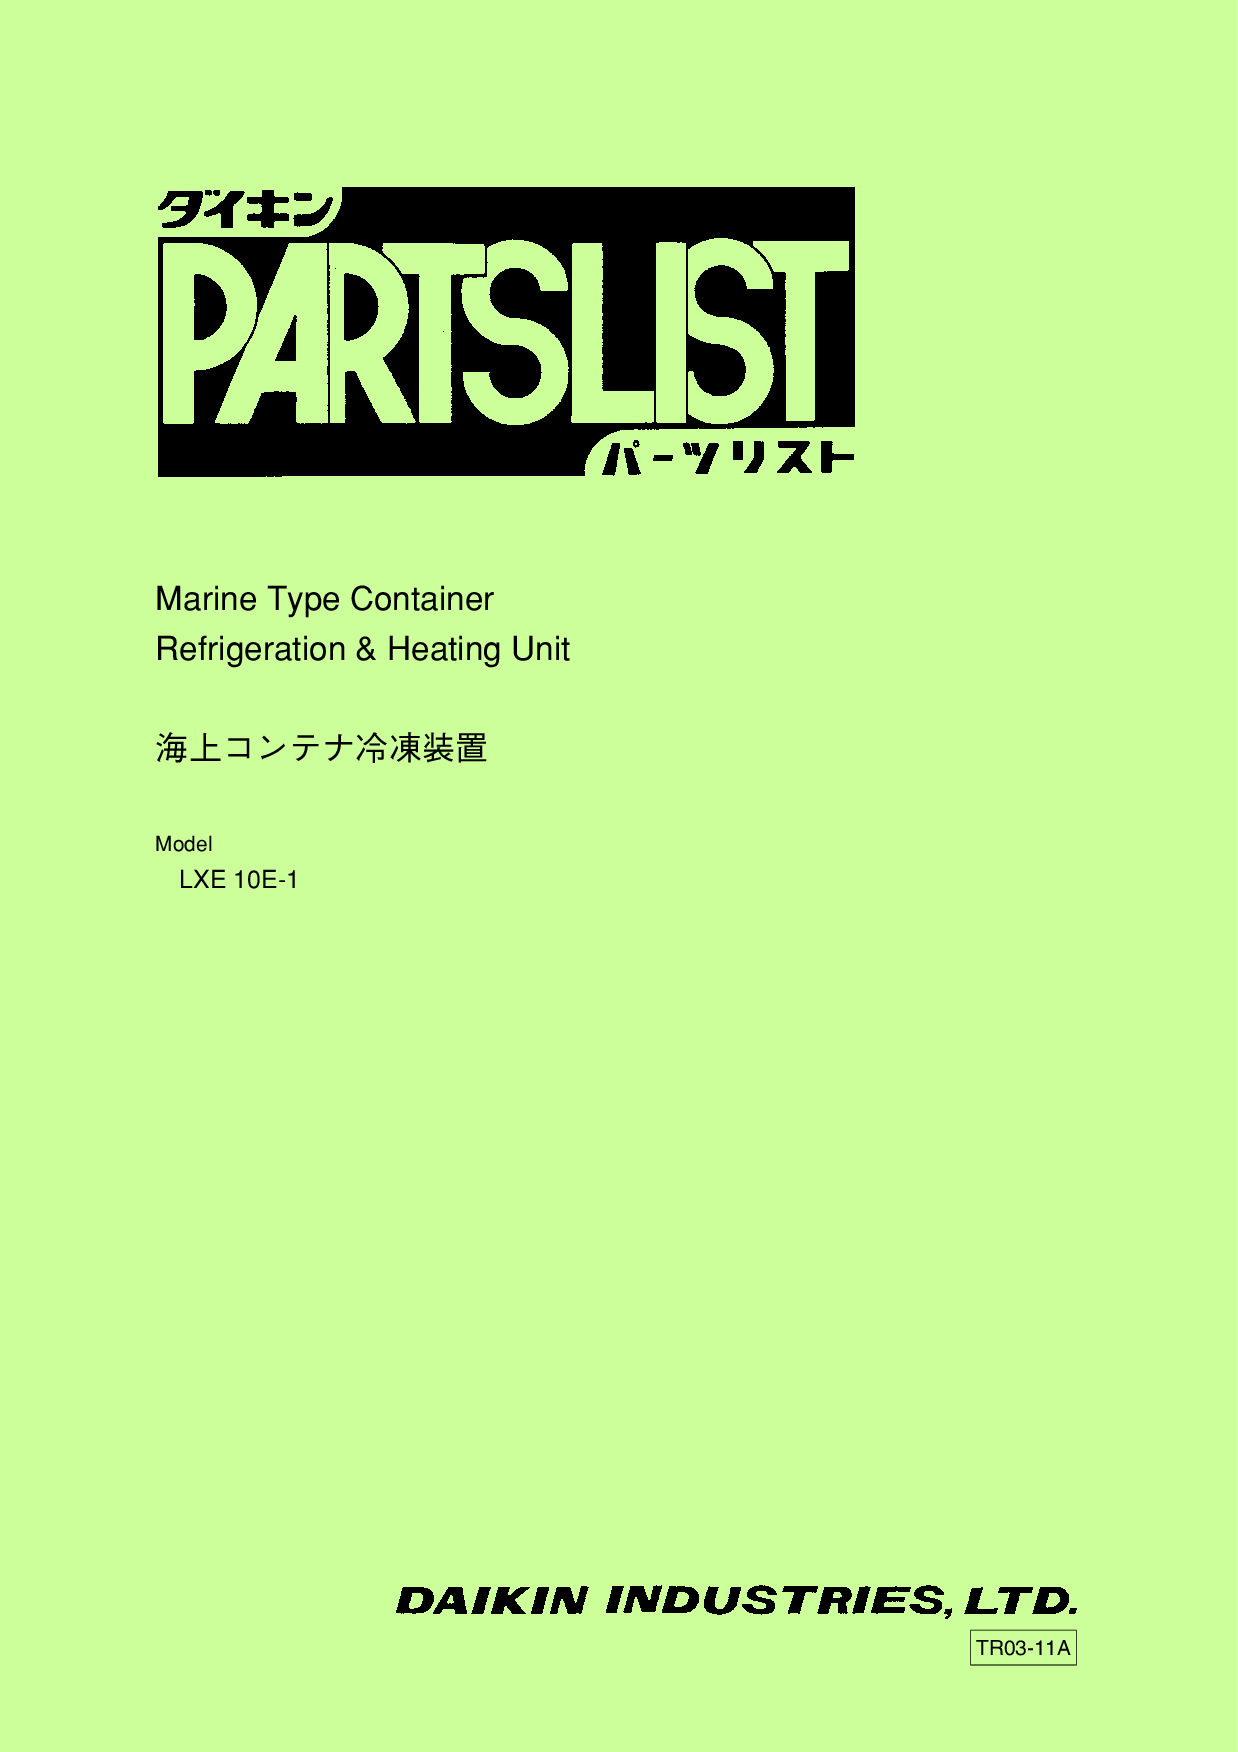 ダイキン
PARTSLIST
パーツリスト
Marine Type Container
Refrigeration & Heating Unit
海上コンテナ冷凍装置
Model
LXE 10E-1
DAIKIN INDUSTRIES, LTD.
TR03-11A